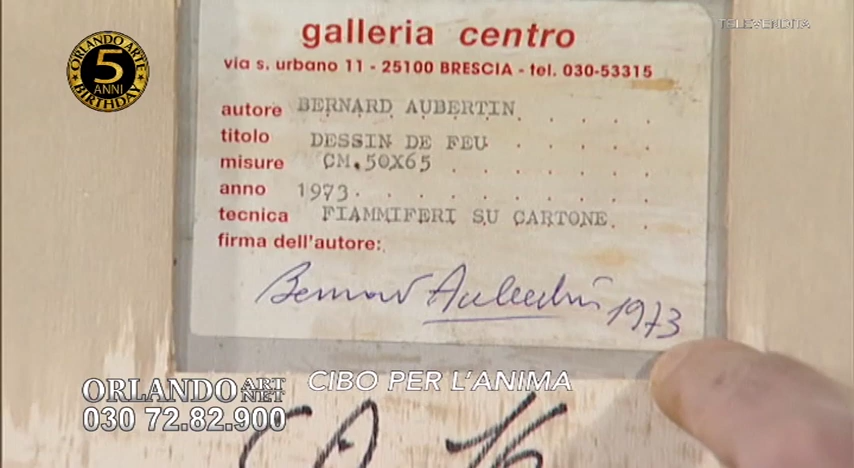 galleria centro
via s. urbano 11 - 25100 BRESCIA - tel. 030-53315
autore BERNARD AUBERTIN
titolo DESSIN DE FEU
misure CM.50X65
anno 1973
tecnica FIAMMIFERI SU CARTONE
firma dell'autore:
Bernard Aubertin 1973
TELEVENDITA
ORLANDO ARTE
5
ANNI
BIRTHDAY
ORLANDO ART NET
030 72.82.900
CIBO PER L'ANIMA